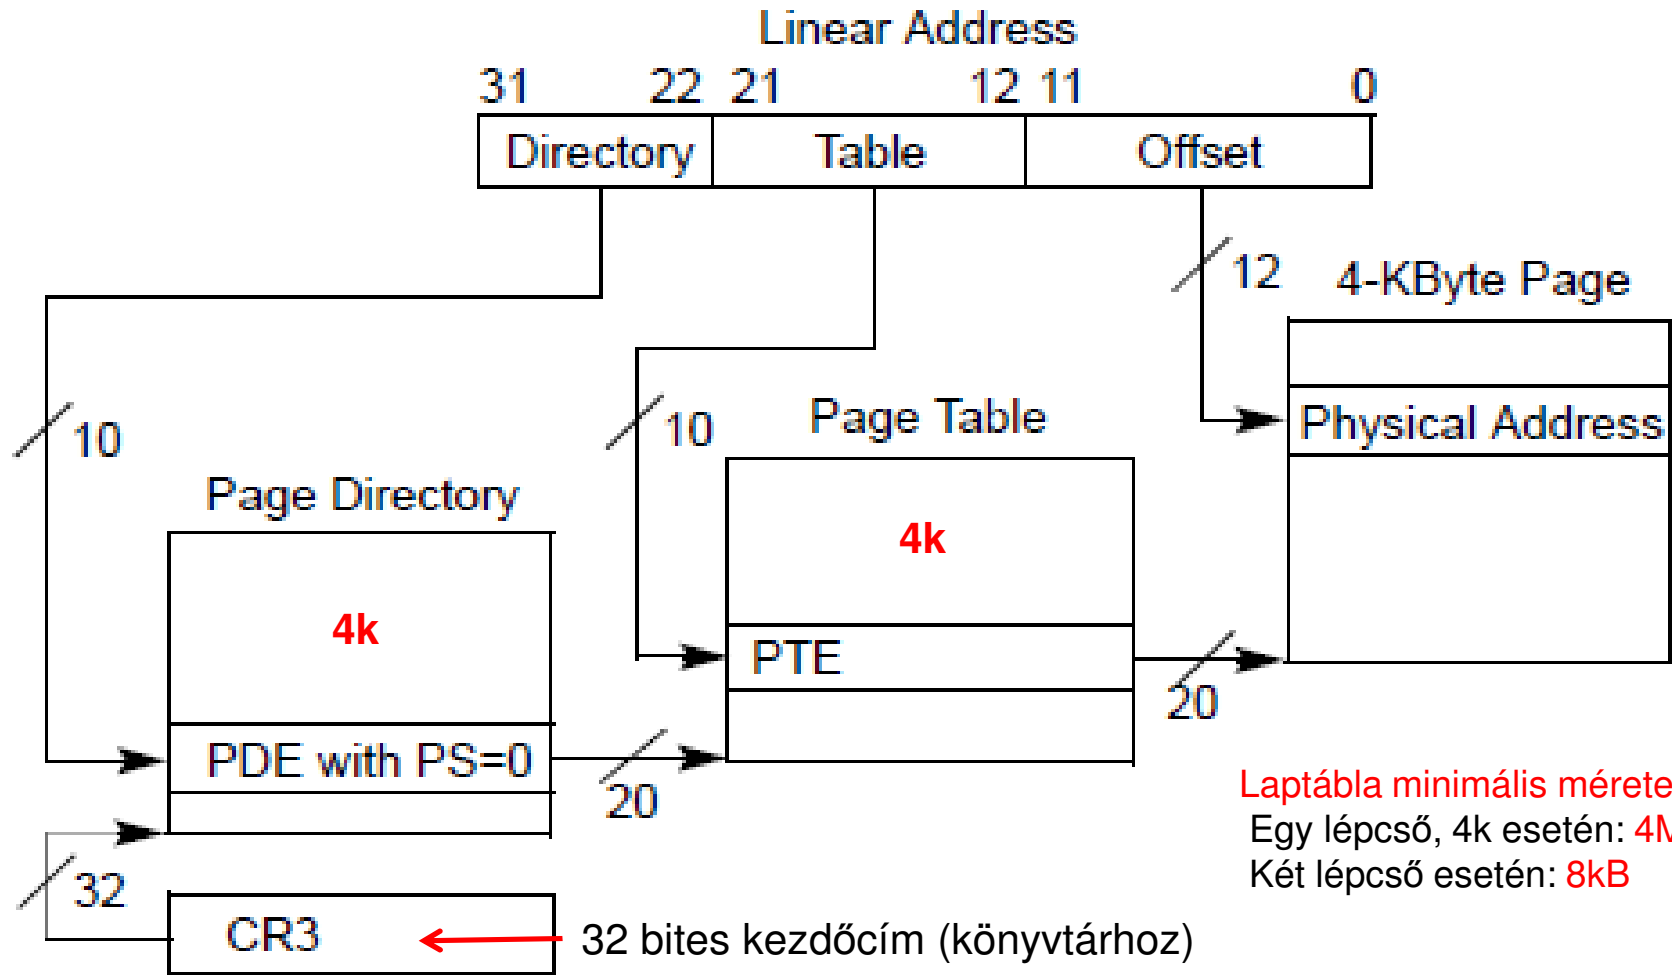 Linear Address
31 22 21 12 11 0
Directory Table Offset
12
4-KByte Page
10
10
Page Table
Physical Address
Page Directory
4k
4k
PTE
20
PDE with PS=0
20
Laptábla minimális mérete
Egy lépcső, 4k esetén: 4M
Két lépcső esetén: 8kB
32
CR3
32 bites kezdőcím (könyvtárhoz)